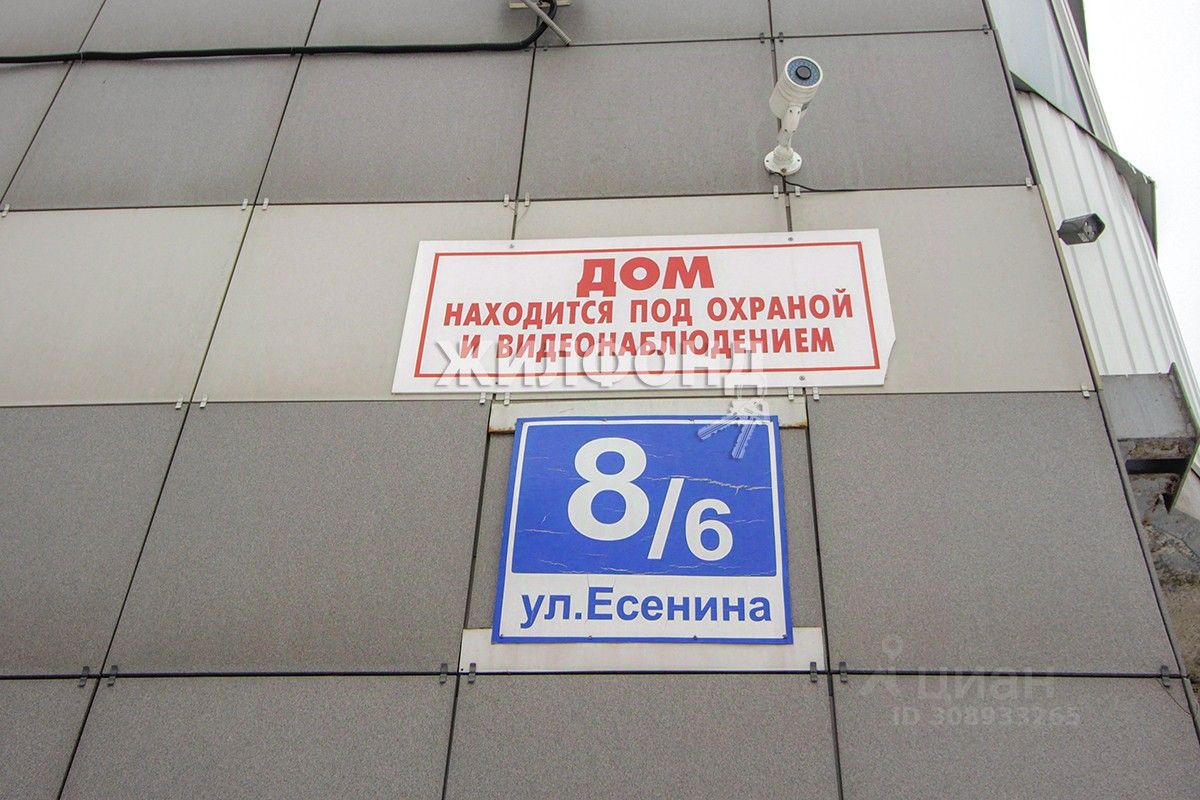 ДОМ
НАХОДИТСЯ ПОД ОХРАНОЙ
И ВИДЕОНАБЛЮДЕНИЕМ
ЖИЛФОНД
8/6
ул.Есенина
циан
ID 308933265